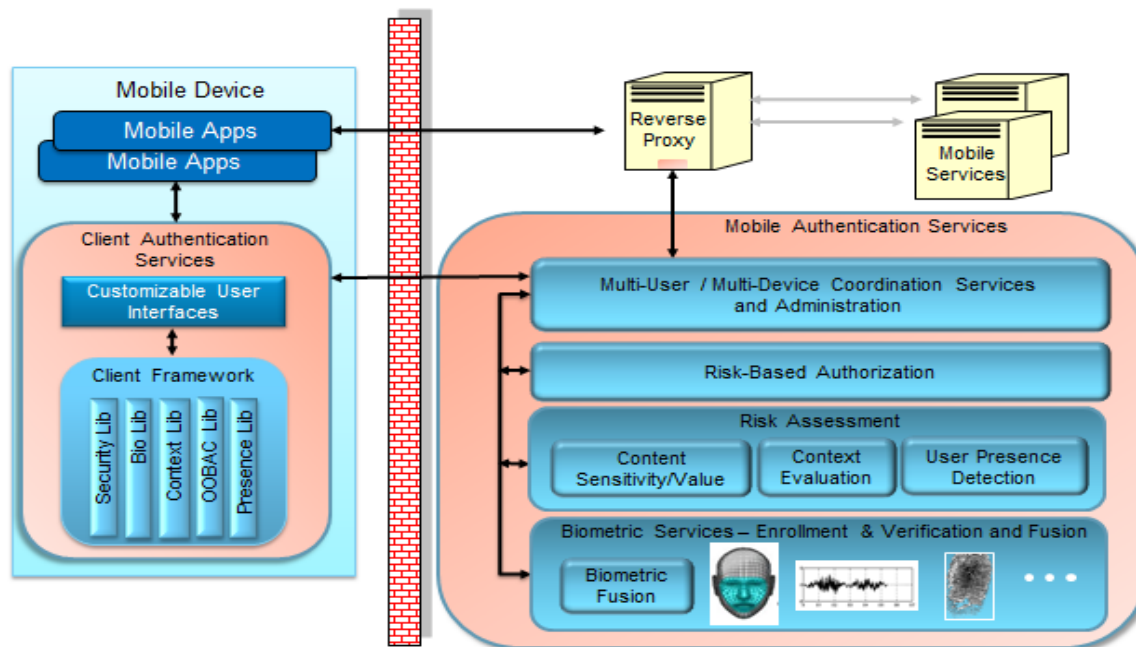 Mobile Device
Mobile Apps
Mobile Apps
Client Authentication
Services
Customizable User
Interfaces
Client Framework
Security Lib
Bio Lib
Context Lib
OOBAC Lib
Presence Lib
Reverse
Proxy
Mobile
Services
Mobile Authentication Services
Multi-User / Multi-Device Coordination Services
and Administration
Risk-Based Authorization
Risk Assessment
Content
Sensitivity/Value
Context
Evaluation
User Presence
Detection
Biometric Services – Enrollment & Verification and Fusion
Biometric
Fusion